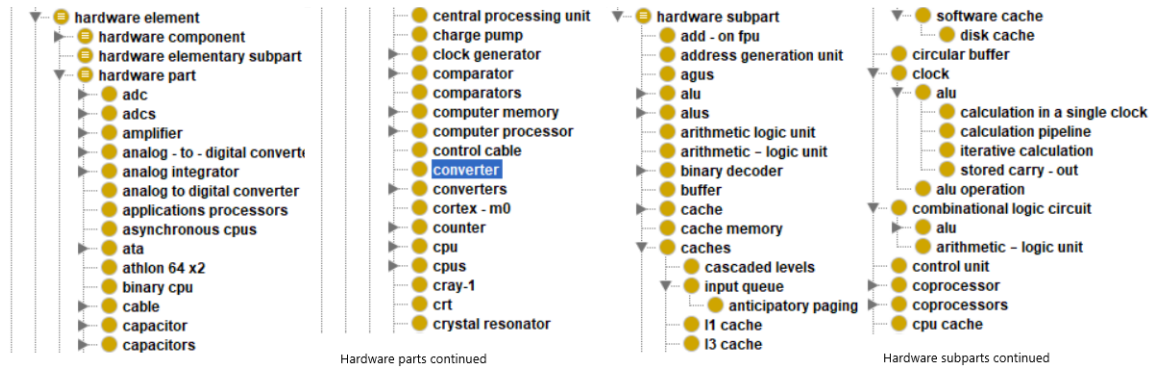 hardware element
hardware component
hardware elementary subpart
hardware part
adc
adcs
amplifier
analog - to - digital converte
analog integrator
analog to digital converter
applications processors
asynchronous cpus
ata
athlon 64 x2
binary cpu
cable
capacitor
capacitors
central processing unit
charge pump
clock generator
comparator
comparators
computer memory
computer processor
control cable
converter
converters
cortex - m0
counter
cpu
cpus
cray-1
crt
crystal resonator
Hardware parts continued
hardware subpart
add - on fpu
address generation unit
agus
alu
alus
arithmetic logic unit
arithmetic – logic unit
binary decoder
buffer
cache
cache memory
caches
cascaded levels
input queue
anticipatory paging
l1 cache
l3 cache
software cache
disk cache
circular buffer
clock
alu
calculation in a single clock
calculation pipeline
iterative calculation
stored carry - out
alu operation
combinational logic circuit
alu
arithmetic – logic unit
control unit
coprocessor
coprocessors
cpu cache
Hardware subparts continued